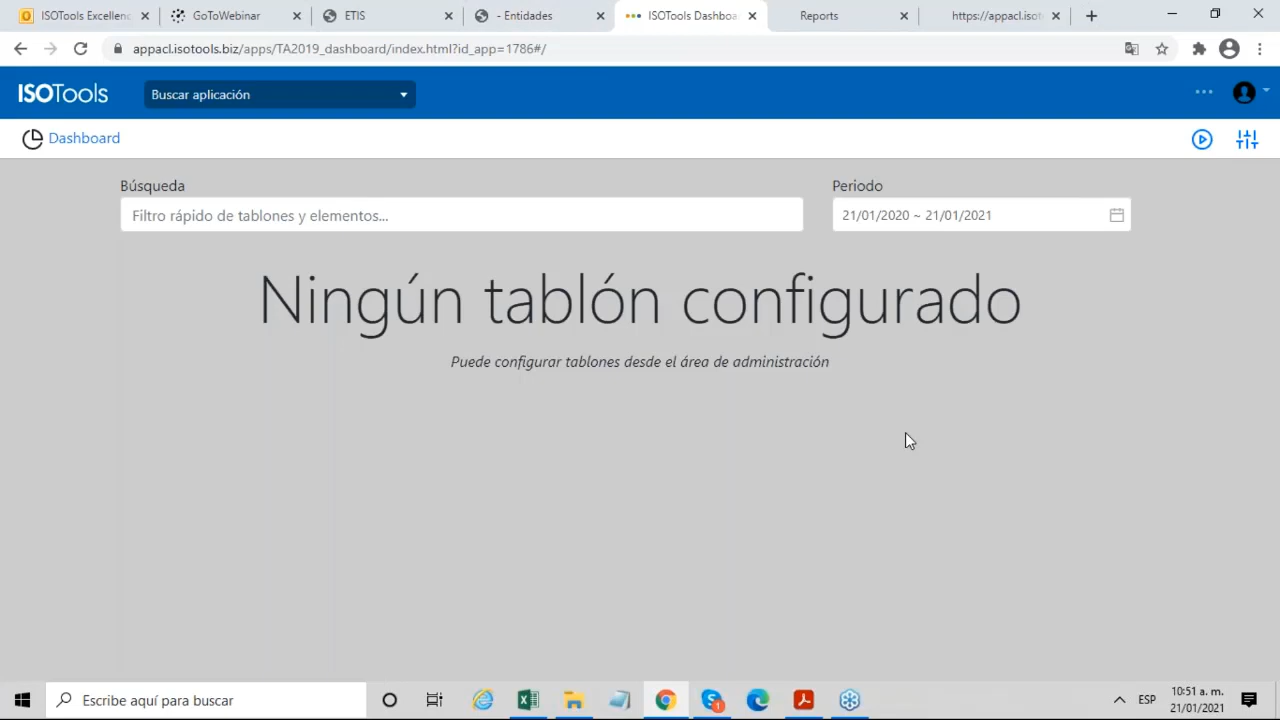 ISOTools Excellenc
GoToWebinar
ETIS
- Entidades
ISOTools Dashboa
Reports
https://appacl.isoto
appacl.isotools.biz/apps/TA2019_dashboard/index.html?id_app=1786#/
ISOTools
Buscar aplicación
Dashboard
Búsqueda
Periodo
Filtro rápido de tablones y elementos...
21/01/2020 ~ 21/01/2021
Ningún tablón configurado
Puede configurar tablones desde el área de administración
Escribe aquí para buscar
1
ESP
10:51 a. m.
21/01/2021